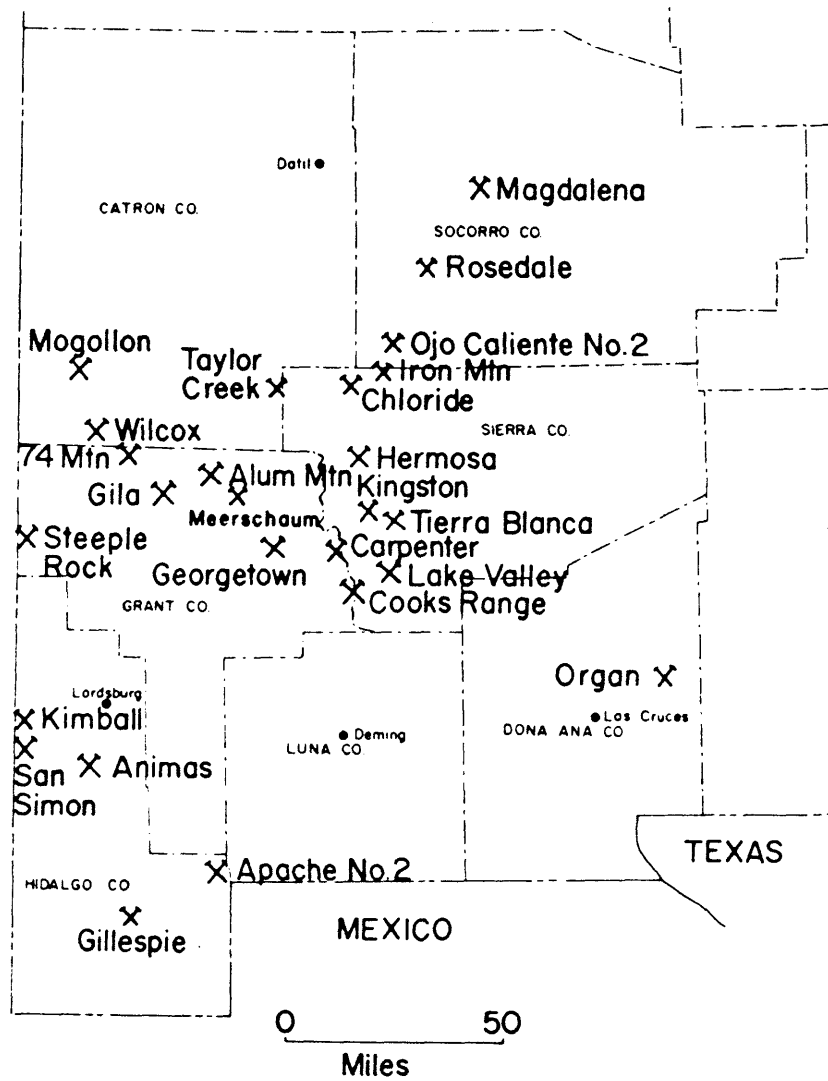 Datil
Magdalena
CATRON CO.
SOCORRO CO.
Rosedale
Mogollon
Ojo Caliente No.2
Taylor
Creek
Iron Mtn
Chloride
Wilcox
SIERRA CO.
74 Mtn
Hermosa
Alum Mtn
Kingston
Gila
Meerschaum
Tierra Blanca
Steeple
Rock
Carpenter
Georgetown
Lake Valley
GRANT CO.
Cooks Range
Organ
Lordsburg
Kimball
Las Cruces
Deming
DONA ANA CO
LUNA CO.
San
Simon
Animas
TEXAS
Apache No.2
HIDALGO CO
Gillespie
MEXICO
0 50
Miles